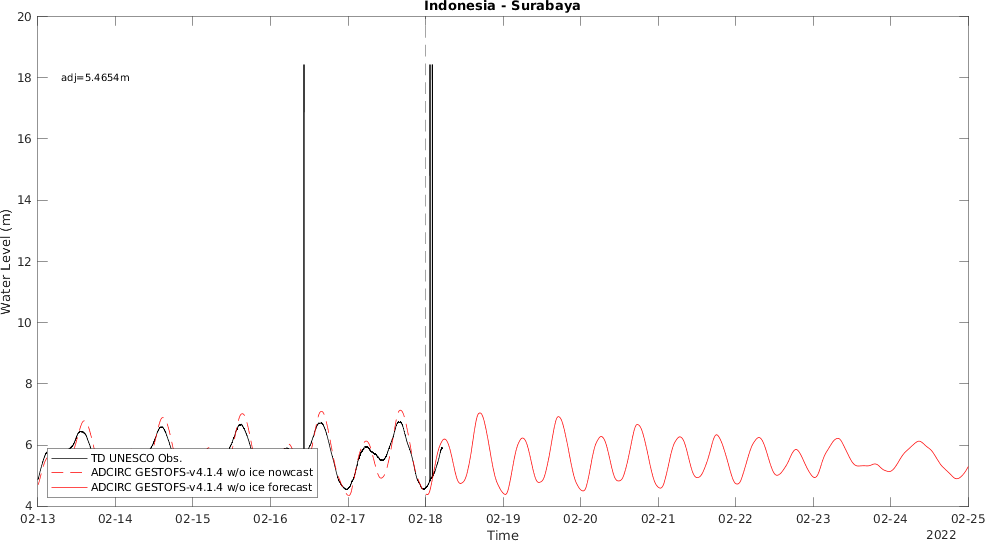 Indonesia - Surabaya
20
18
16
14
12
10
8
6
4
Water Level (m)
adj=5.4654m
TD UNESCO Obs.
ADCIRC GESTOFS-v4.1.4 w/o ice nowcast
ADCIRC GESTOFS-v4.1.4 w/o ice forecast
02-13 02-14 02-15 02-16 02-17 02-18 02-19 02-20 02-21 02-22 02-23 02-24 02-25
Time
2022